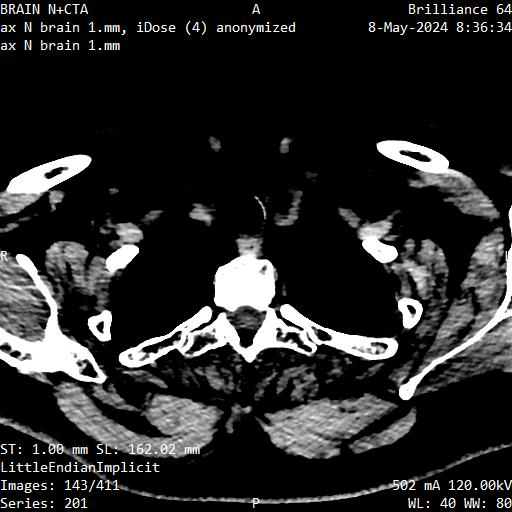 BRAIN N+CTA A Brilliance 64
ax N brain 1.mm, iDose (4) anonymized 8-May-2024 8:36:34
ax N brain 1.mm
R L
ST: 1.00 mm SL: 162.02 mm
LittleEndianImplicit
Images: 143/411 502 mA 120.00kV
Series: 201 P WL: 40 WW: 80